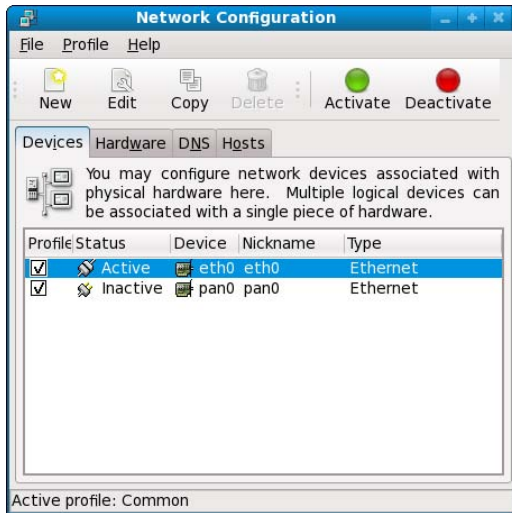 Network Configuration
File Profile Help
New Edit Copy Delete Activate Deactivate
Devices Hardware DNS Hosts
You may configure network devices associated with
physical hardware here. Multiple logical devices can
be associated with a single piece of hardware.
Profile Status Device Nickname Type
Active eth0 eth0 Ethernet
Inactive pan0 pan0 Ethernet
Active profile: Common